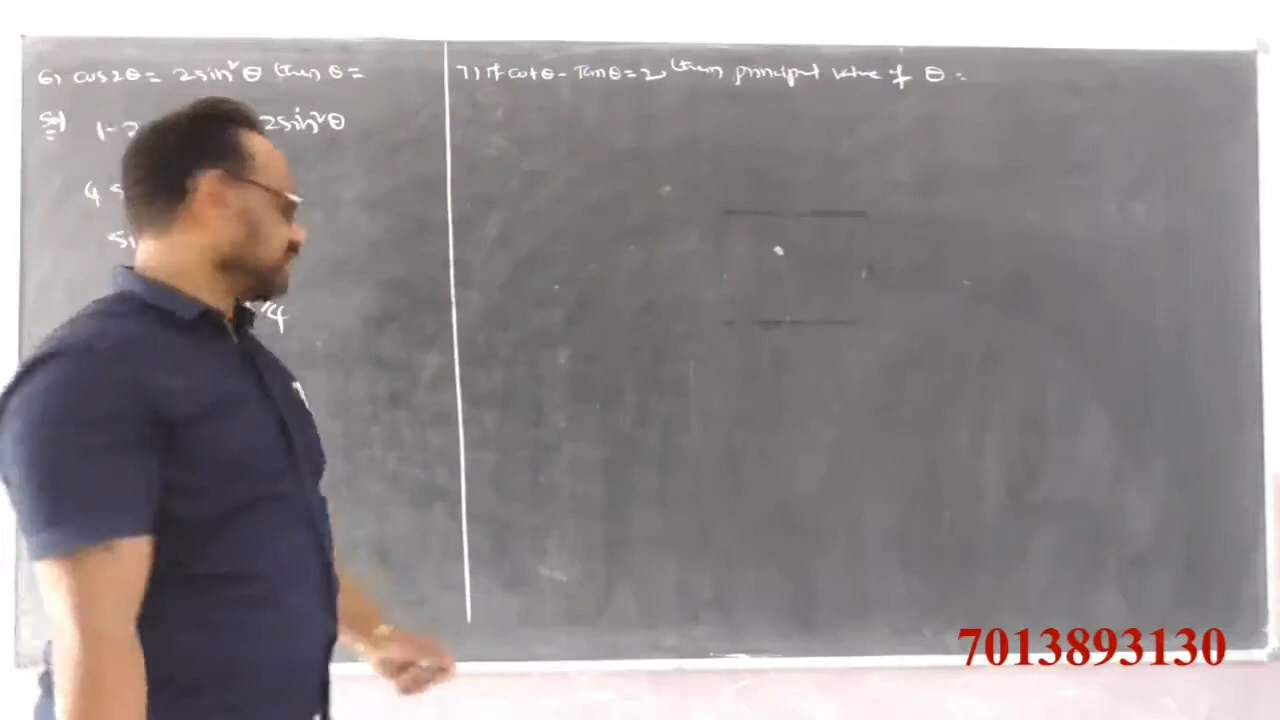 6) cos2θ = 2sin²θ then θ =
Sol 1-2 2sin²θ
4 s
si
/4
7) If cotθ - Tanθ = 2, then principal value of θ =
7013893130